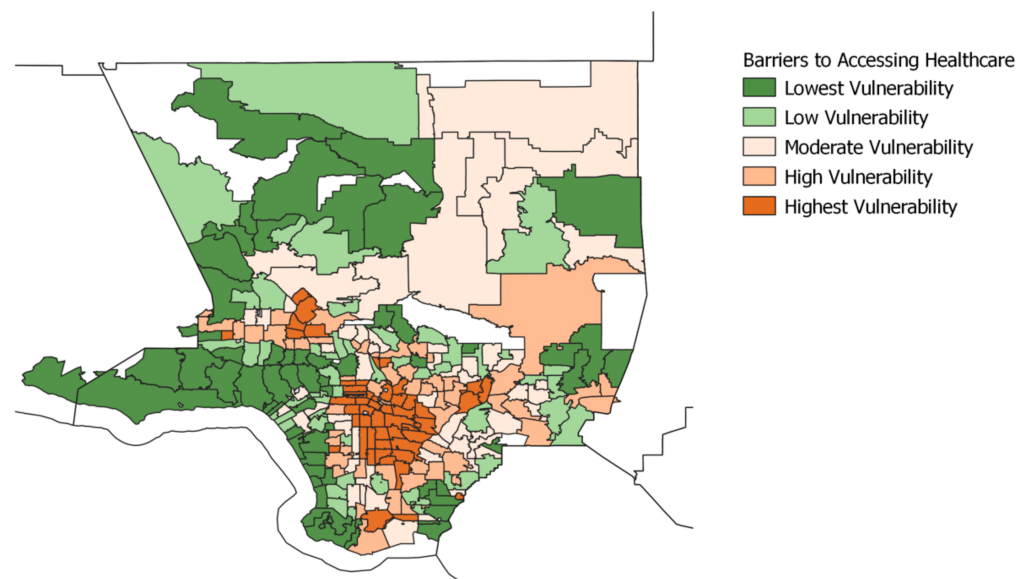 Barriers to Accessing Healthcare
Lowest Vulnerability
Low Vulnerability
Moderate Vulnerability
High Vulnerability
Highest Vulnerability